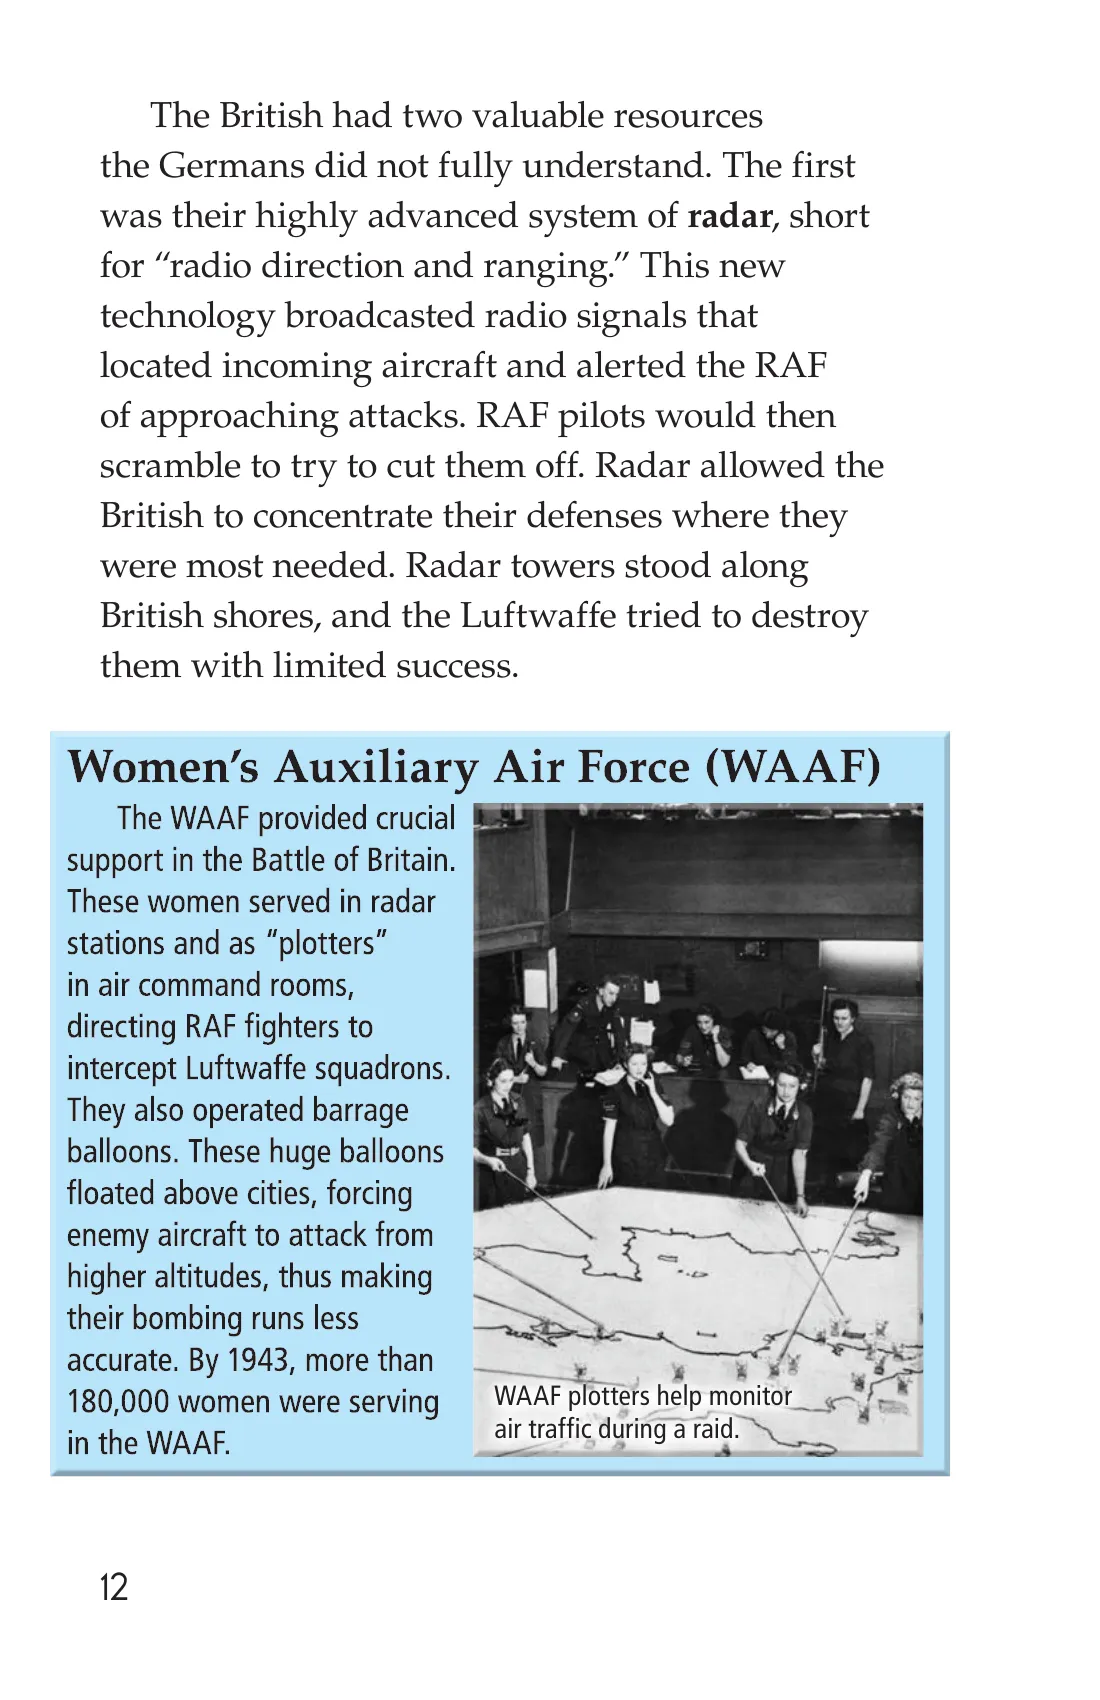 The British had two valuable resources
the Germans did not fully understand. The first
was their highly advanced system of radar, short
for “radio direction and ranging.” This new
technology broadcasted radio signals that
located incoming aircraft and alerted the RAF
of approaching attacks. RAF pilots would then
scramble to try to cut them off. Radar allowed the
British to concentrate their defenses where they
were most needed. Radar towers stood along
British shores, and the Luftwaffe tried to destroy
them with limited success.
Women’s Auxiliary Air Force (WAAF)
The WAAF provided crucial
support in the Battle of Britain.
These women served in radar
stations and as “plotters”
in air command rooms,
directing RAF fighters to
intercept Luftwaffe squadrons.
They also operated barrage
balloons. These huge balloons
floated above cities, forcing
enemy aircraft to attack from
higher altitudes, thus making
their bombing runs less
accurate. By 1943, more than
180,000 women were serving
in the WAAF.
WAAF plotters help monitor
air traffic during a raid.
12